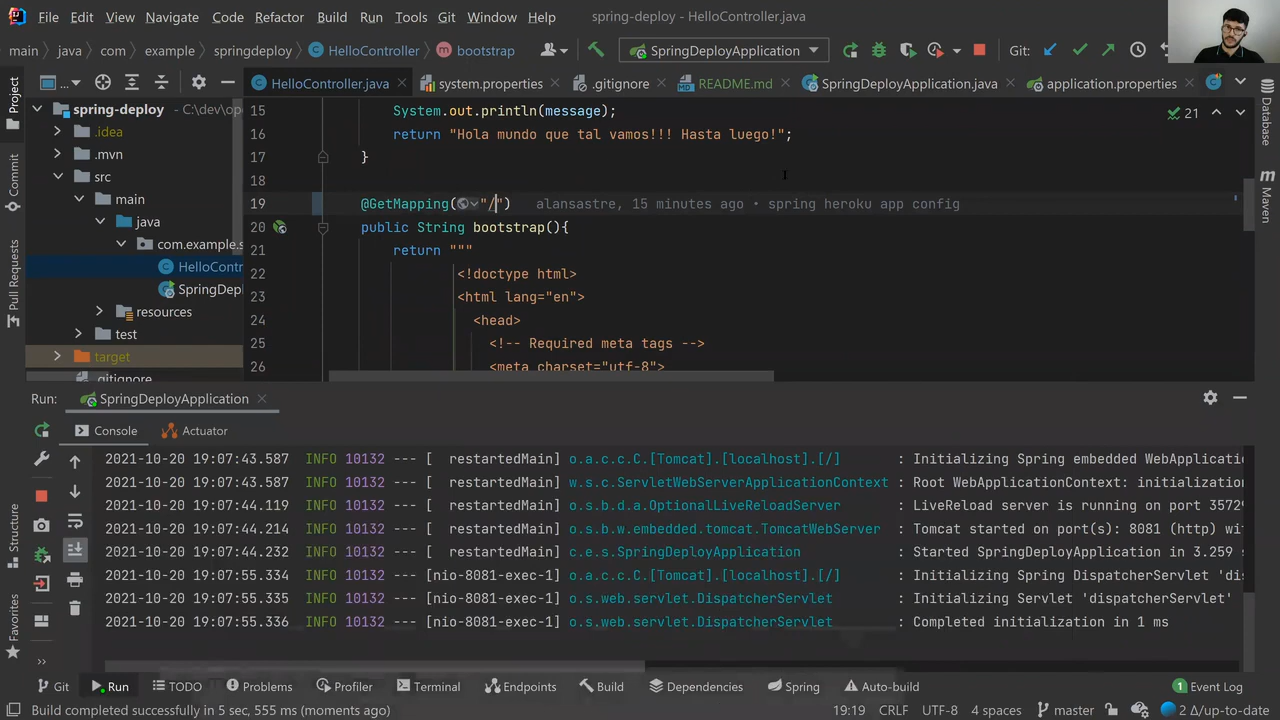 File Edit View Navigate Code Refactor Build Run Tools Git Window Help spring-deploy - HelloController.java
main java com example springdeploy HelloController bootstrap SpringDeployApplication Git:
Project
Commit
Pull Requests
Structure
Favorites
... HelloController.java system.properties .gitignore README.md SpringDeployApplication.java application.properties
spring-deploy - C:\dev\op
.idea
.mvn
src
main
java
com.example.s
HelloContr
SpringDepl
resources
test
target
.gitignore
15 System.out.println(message);
16 return "Hola mundo que tal vamos!!! Hasta luego!";
17 }
18
19 @GetMapping("/") alansastre, 15 minutes ago • spring heroku app config
20 public String bootstrap(){
21 return """
22 <!doctype html>
23 <html lang="en">
24 <head>
25 <!-- Required meta tags -->
26 <meta charset="utf-8">
21
Database
Maven
Run: SpringDeployApplication
Console Actuator
2021-10-20 19:07:43.587 INFO 10132 --- [ restartedMain] o.a.c.c.C.[Tomcat].[localhost].[/] : Initializing Spring embedded WebApplicatio
2021-10-20 19:07:43.587 INFO 10132 --- [ restartedMain] w.s.c.ServletWebServerApplicationContext : Root WebApplicationContext: initializatio
2021-10-20 19:07:44.119 INFO 10132 --- [ restartedMain] o.s.b.d.a.OptionalLiveReloadServer : LiveReload server is running on port 35729
2021-10-20 19:07:44.214 INFO 10132 --- [ restartedMain] o.s.b.w.embedded.tomcat.TomcatWebServer : Tomcat started on port(s): 8081 (http) wit
2021-10-20 19:07:44.232 INFO 10132 --- [ restartedMain] c.e.s.SpringDeployApplication : Started SpringDeployApplication in 3.259 s
2021-10-20 19:07:55.334 INFO 10132 --- [nio-8081-exec-1] o.a.c.c.C.[Tomcat].[localhost].[/] : Initializing Spring DispatcherServlet 'dis
2021-10-20 19:07:55.335 INFO 10132 --- [nio-8081-exec-1] o.s.web.servlet.DispatcherServlet : Initializing Servlet 'dispatcherServlet'
2021-10-20 19:07:55.336 INFO 10132 --- [nio-8081-exec-1] o.s.web.servlet.DispatcherServlet : Completed initialization in 1 ms
Git Run TODO Problems Profiler Terminal Endpoints Build Dependencies Spring Auto-build 1 Event Log
Build completed successfully in 5 sec, 555 ms (moments ago) 19:19 CRLF UTF-8 4 spaces master 2 Δ/up-to-date